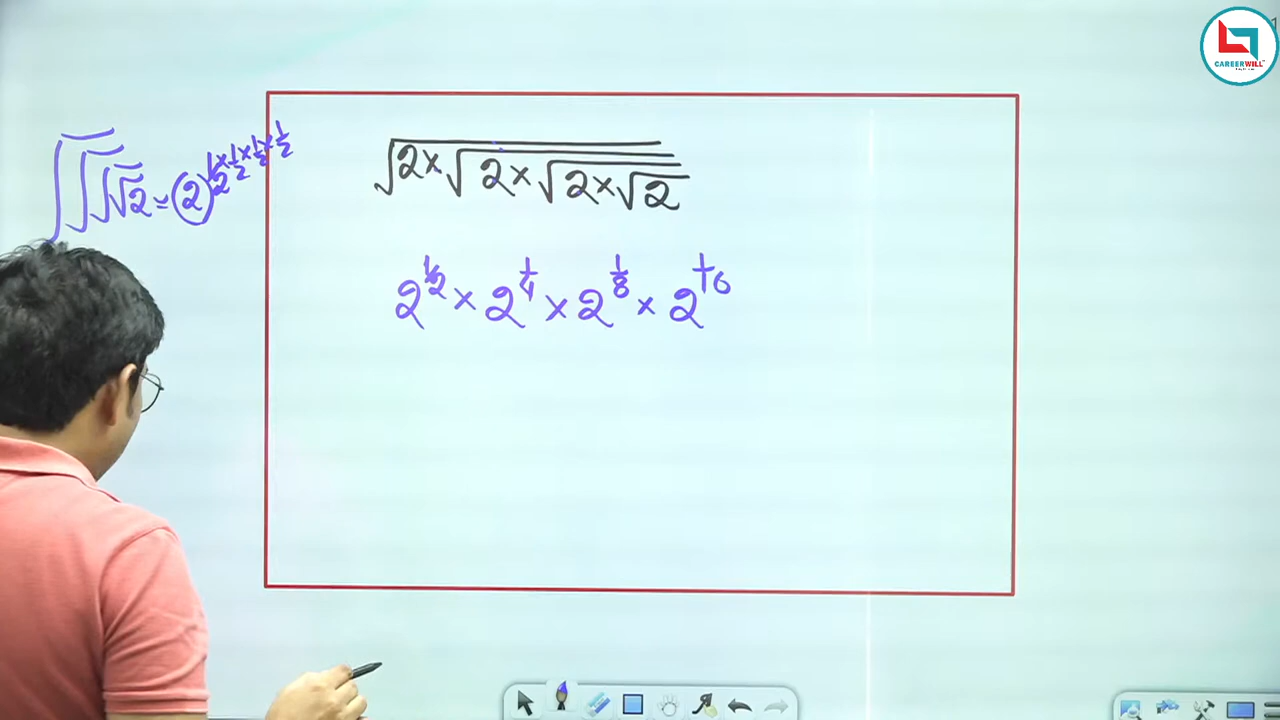 CAREERWILL
√√√√2 = 2^(1/2×1/2×1/2×1/2)
√(2×√(2×√(2×√2)))
2^(1/2) × 2^(1/4) × 2^(1/8) × 2^(1/16)